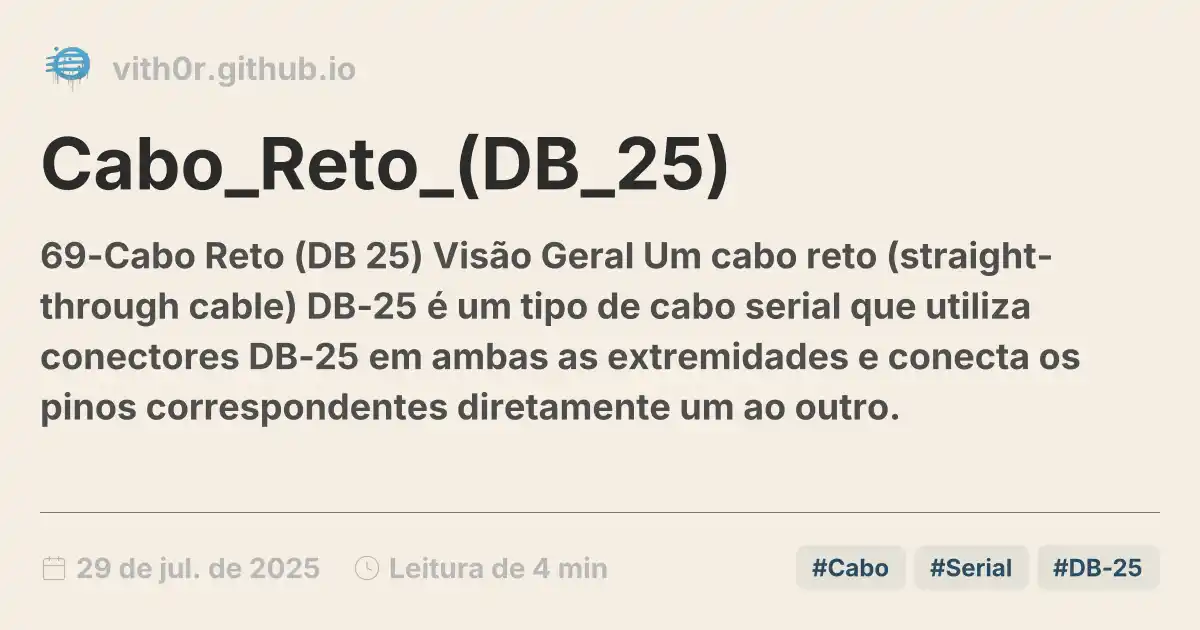 vith0r.github.io
Cabo_Reto_(DB_25)
69-Cabo Reto (DB 25) Visão Geral Um cabo reto (straight-
through cable) DB-25 é um tipo de cabo serial que utiliza
conectores DB-25 em ambas as extremidades e conecta os
pinos correspondentes diretamente um ao outro.
29 de jul. de 2025 Leitura de 4 min #Cabo #Serial #DB-25